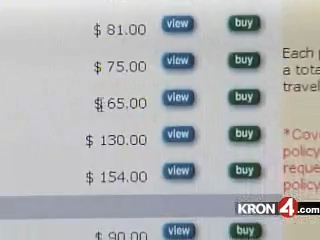 $ 81.00 view buy
$ 75.00 view buy
$ 65.00 view buy
$ 130.00 view buy
$ 154.00 view buy
$ 90.00 view buy
Each
a tota
travel
*Cov
policy
reque
policy
KRON 4.com